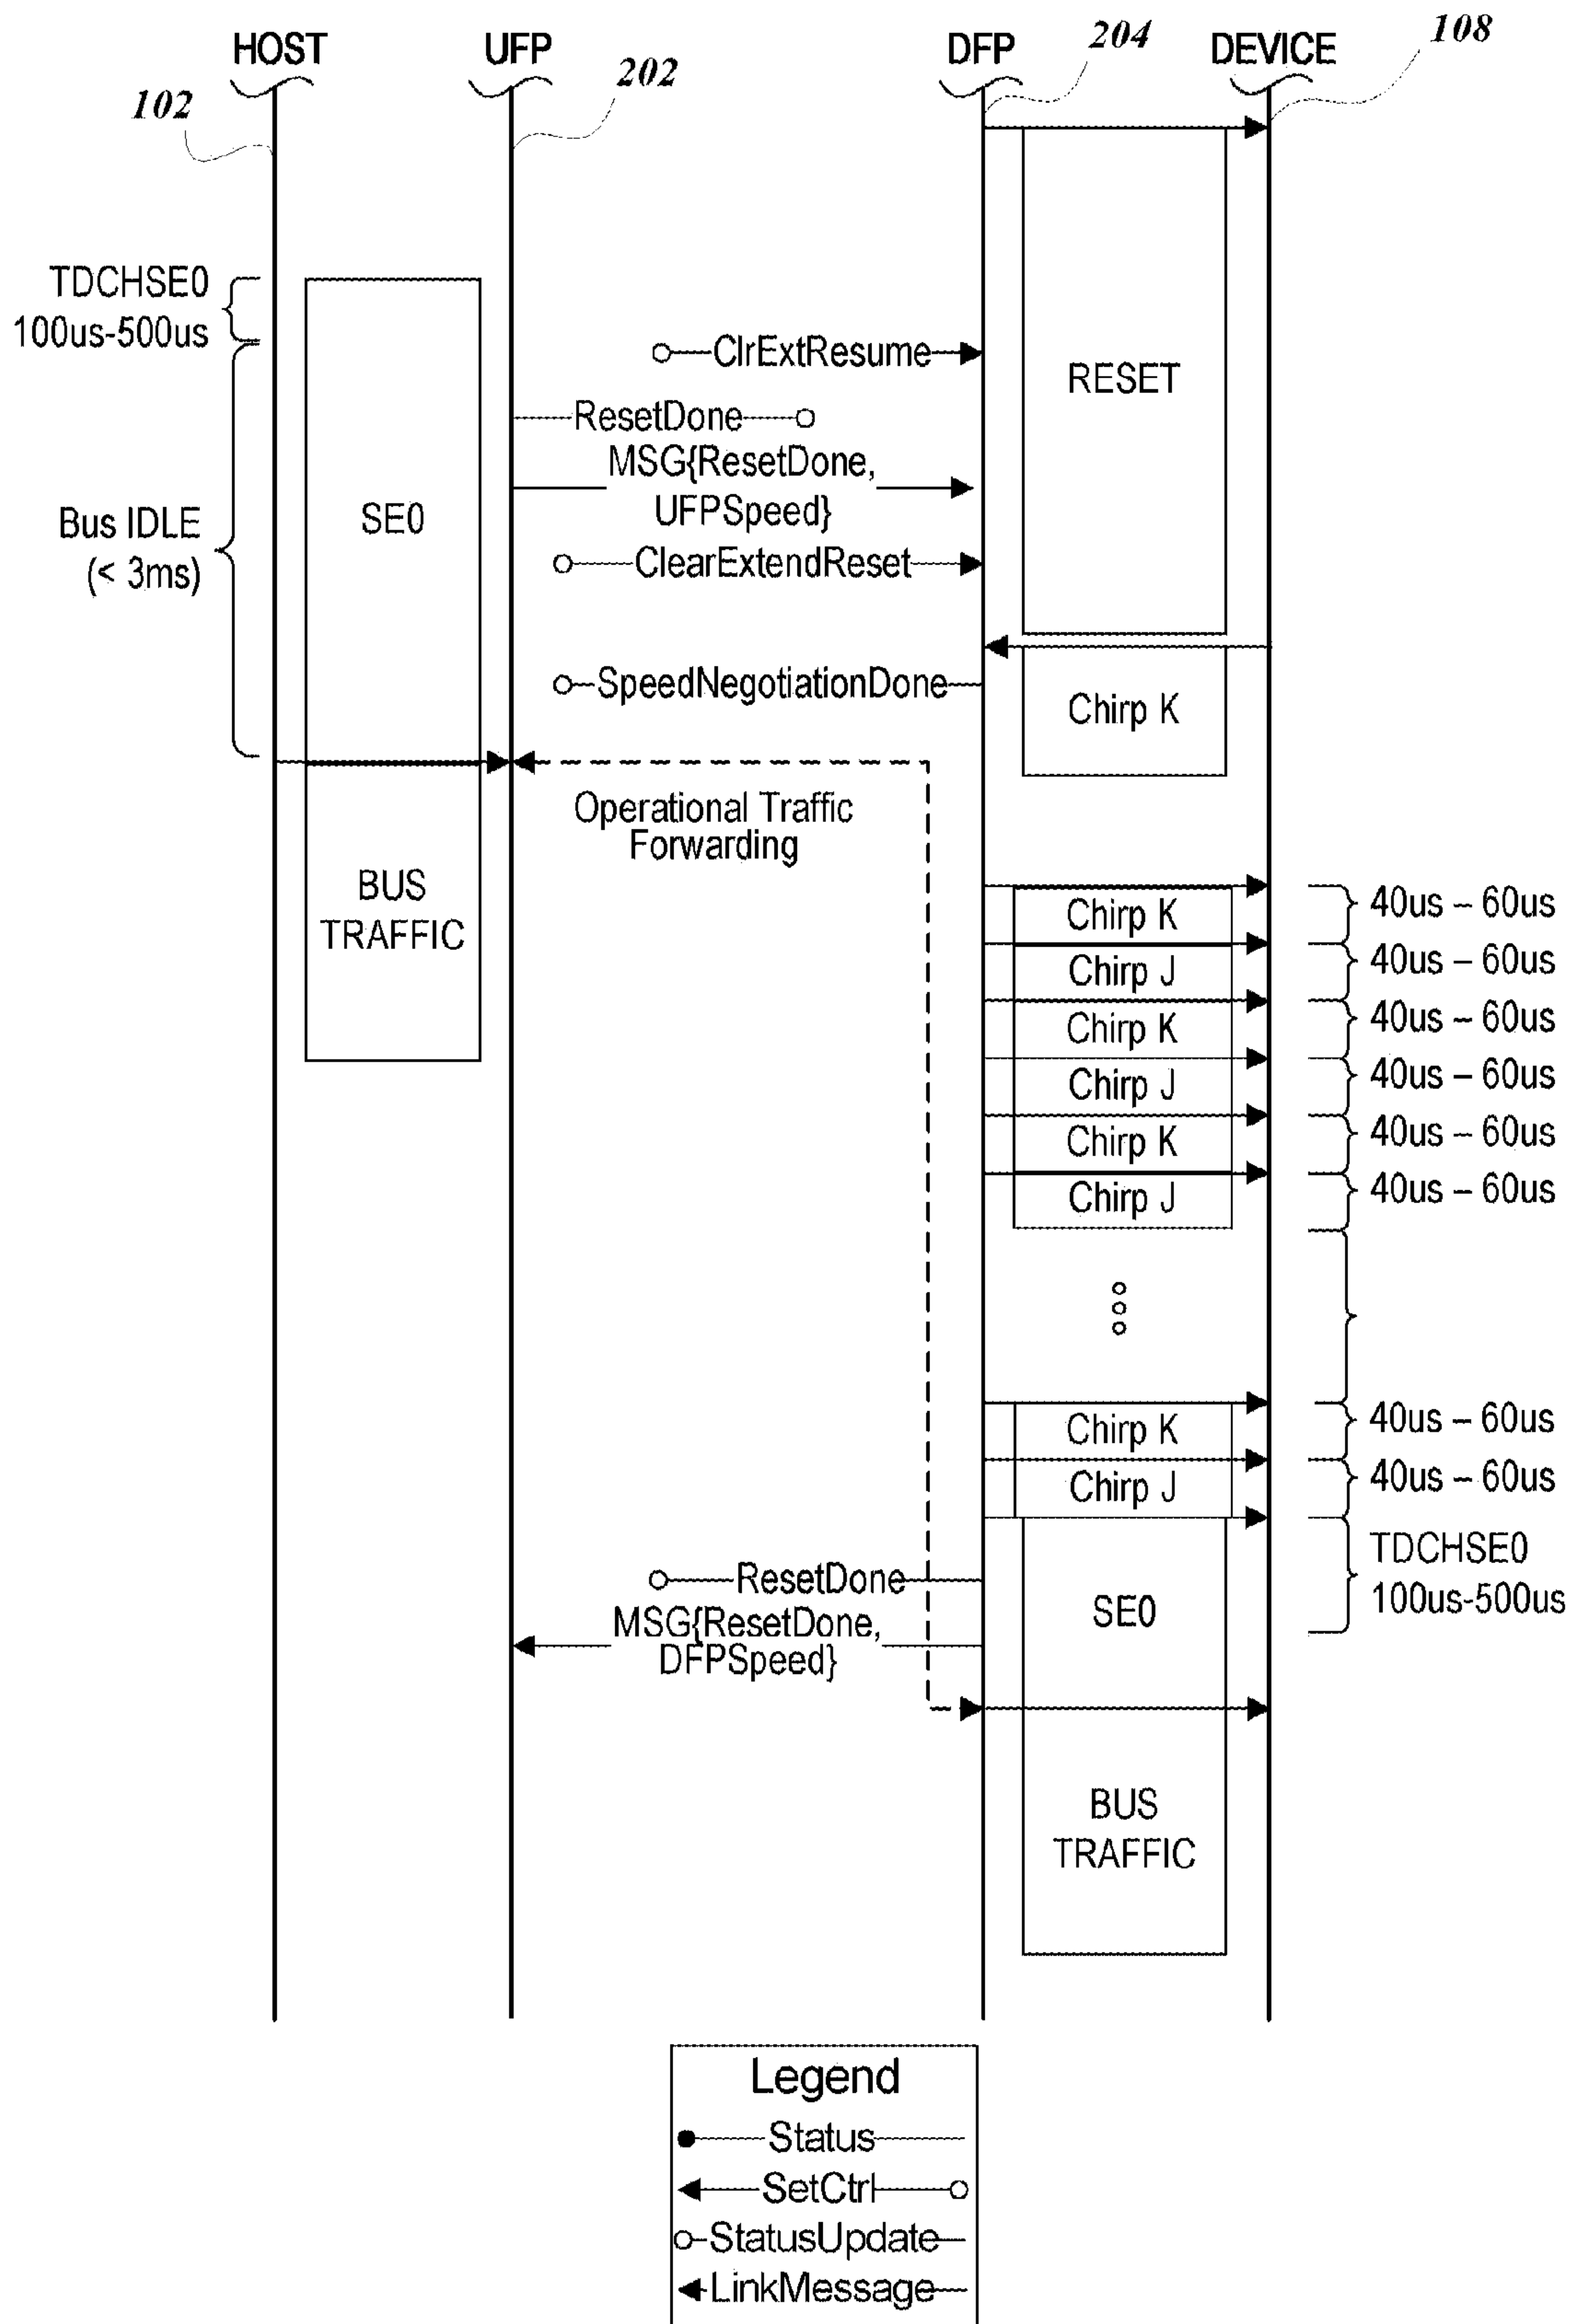 HOST
UFP
DFP
204
DEVICE
108
102
202
TDCHSE0
100us-500us
ClrExtResume
RESET
ResetDone
MSG{ResetDone,
UFPSpeed}
Bus IDLE
(< 3ms)
SE0
ClearExtendReset
SpeedNegotiationDone
Chirp K
Operational Traffic
Forwarding
BUS
TRAFFIC
Chirp K
40us – 60us
Chirp J
40us – 60us
Chirp K
40us – 60us
Chirp J
40us – 60us
Chirp K
40us – 60us
Chirp J
40us – 60us
Chirp K
40us – 60us
Chirp J
40us – 60us
ResetDone
MSG{ResetDone,
DFPSpeed}
SE0
TDCHSE0
100us-500us
BUS
TRAFFIC
Legend
Status
SetCtrl
StatusUpdate
LinkMessage